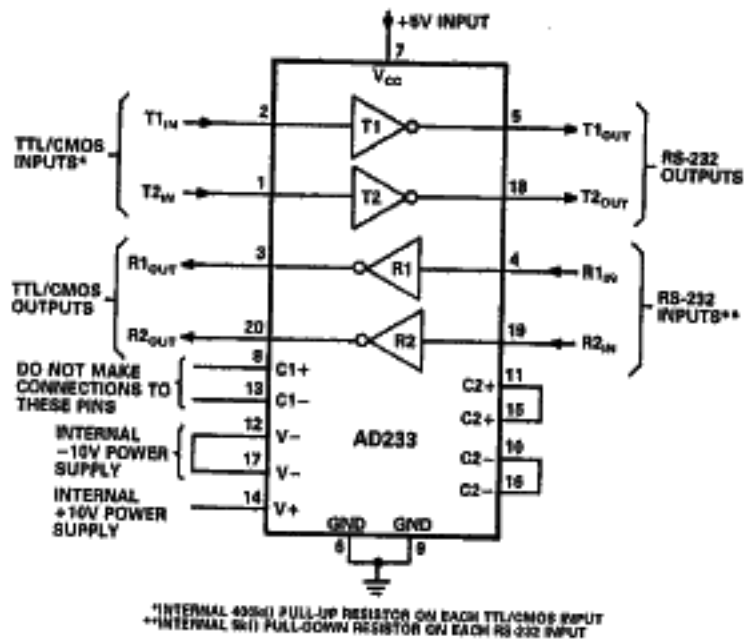 +5V INPUT
7
VCC
TTL/CMOS
INPUTS*
T1IN
2
T1
5
T1OUT
RS-232
OUTPUTS
T2IN
1
T2
18
T2OUT
TTL/CMOS
OUTPUTS
R1OUT
3
R1
4
R1IN
RS-232
INPUTS**
R2OUT
20
R2
19
R2IN
DO NOT MAKE
CONNECTIONS TO
THESE PINS
8
C1+
13
C1-
C2+
11
C2+
15
INTERNAL
-10V POWER
SUPPLY
12
V-
17
V-
AD233
C2-
10
C2-
16
INTERNAL
+10V POWER
SUPPLY
14
V+
GND
GND
6
9
*INTERNAL 400kΩ PULL-UP RESISTOR ON EACH TTL/CMOS INPUT
**INTERNAL 5kΩ PULL-DOWN RESISTOR ON EACH RS-232 INPUT